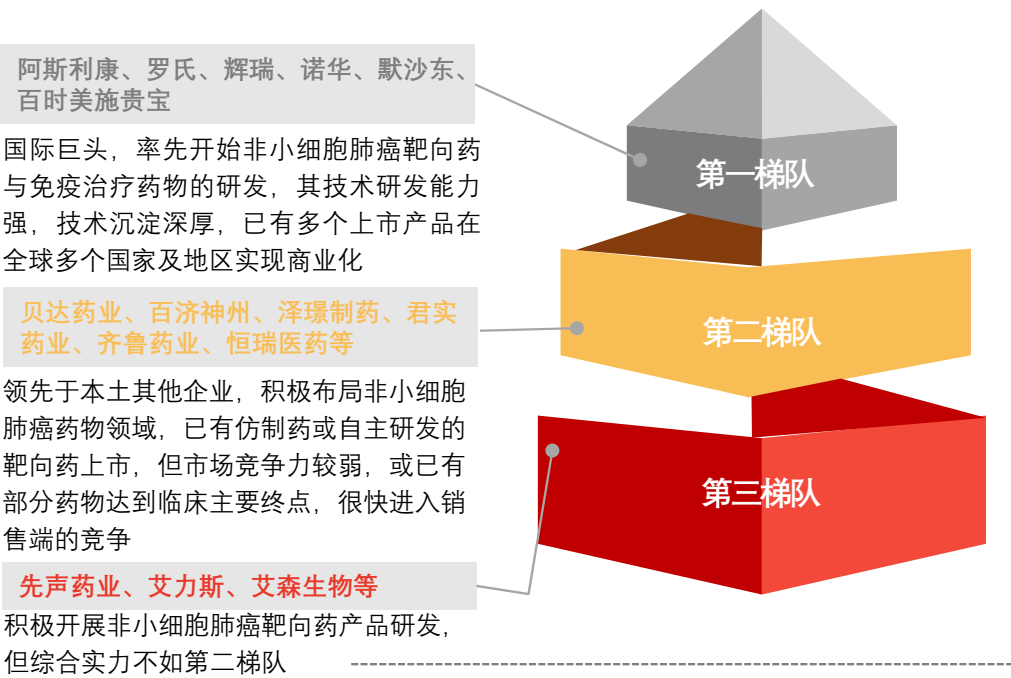 阿斯利康、罗氏、辉瑞、诺华、默沙东、
百时美施贵宝
第一梯队
国际巨头，率先开始非小细胞肺癌靶向药
与免疫治疗药物的研发，其技术研发能力
强，技术沉淀深厚，已有多个上市产品在
全球多个国家及地区实现商业化
贝达药业、百济神州、泽璟制药、君实
药业、齐鲁药业、恒瑞医药等
第二梯队
领先于本土其他企业，积极布局非小细胞
肺癌药物领域，已有仿制药或自主研发的
靶向药上市，但市场竞争力较弱，或已有
部分药物达到临床主要终点，很快进入销
售端的竞争
第三梯队
先声药业、艾力斯、艾森生物等
积极开展非小细胞肺癌靶向药产品研发，
但综合实力不如第二梯队